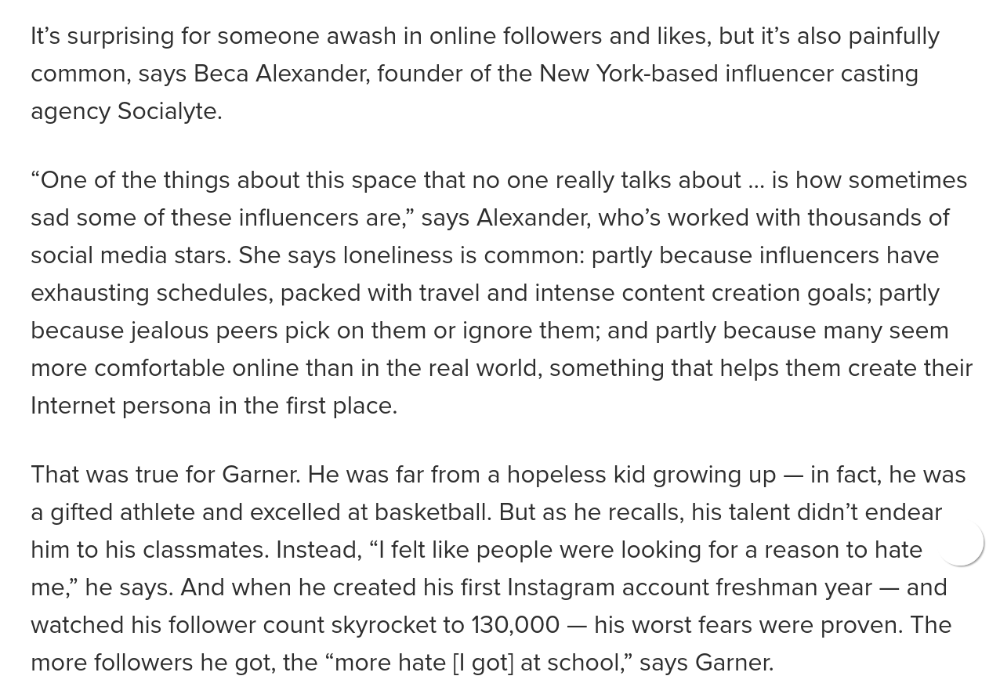 It’s surprising for someone awash in online followers and likes, but it’s also painfully
common, says Beca Alexander, founder of the New York-based influencer casting
agency Socialyte.
“One of the things about this space that no one really talks about ... is how sometimes
sad some of these influencers are,” says Alexander, who’s worked with thousands of
social media stars. She says loneliness is common: partly because influencers have
exhausting schedules, packed with travel and intense content creation goals; partly
because jealous peers pick on them or ignore them; and partly because many seem
more comfortable online than in the real world, something that helps them create their
Internet persona in the first place.
That was true for Garner. He was far from a hopeless kid growing up — in fact, he was
a gifted athlete and excelled at basketball. But as he recalls, his talent didn’t endear
him to his classmates. Instead, “I felt like people were looking for a reason to hate
me,” he says. And when he created his first Instagram account freshman year — and
watched his follower count skyrocket to 130,000 — his worst fears were proven. The
more followers he got, the “more hate [I got] at school,” says Garner.